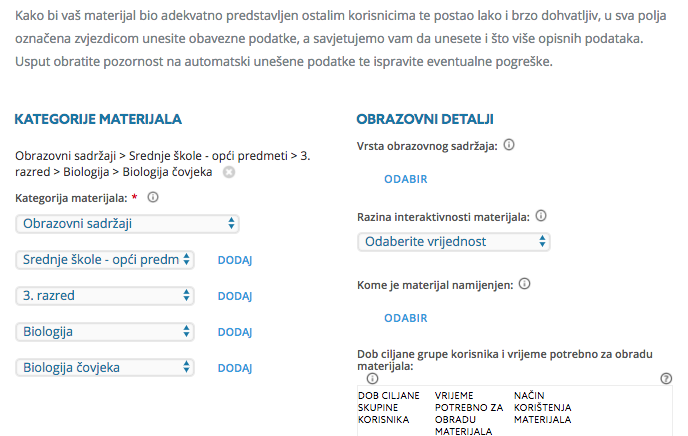 Kako bi vaš materijal bio adekvatno predstavljen ostalim korisnicima te postao lako i brzo dohvatljiv, u sva polja
označena zvjezdicom unesite obavezne podatke, a savjetujemo vam da unesete i što više opisnih podataka.
Usput obratite pozornost na automatski unešene podatke te ispravite eventualne pogreške.
KATEGORIJE MATERIJALA
Obrazovni sadržaji > Srednje škole - opći predmeti > 3.
razred > Biologija > Biologija čovjeka
Kategorija materijala: *
Obrazovni sadržaji
Srednje škole - opći predm DODAJ
3. razred DODAJ
Biologija DODAJ
Biologija čovjeka DODAJ
OBRAZOVNI DETALJI
Vrsta obrazovnog sadržaja:
ODABIR
Razina interaktivnosti materijala:
Odaberite vrijednost
Kome je materijal namijenjen:
ODABIR
Dob ciljane grupe korisnika i vrijeme potrebno za obradu
materijala:
DOB CILJANE VRIJEME NAČIN
SKUPINE POTREBNO ZA KORIŠTENJA
KORISNIKA OBRADU MATERIJALA
MATERIJALA